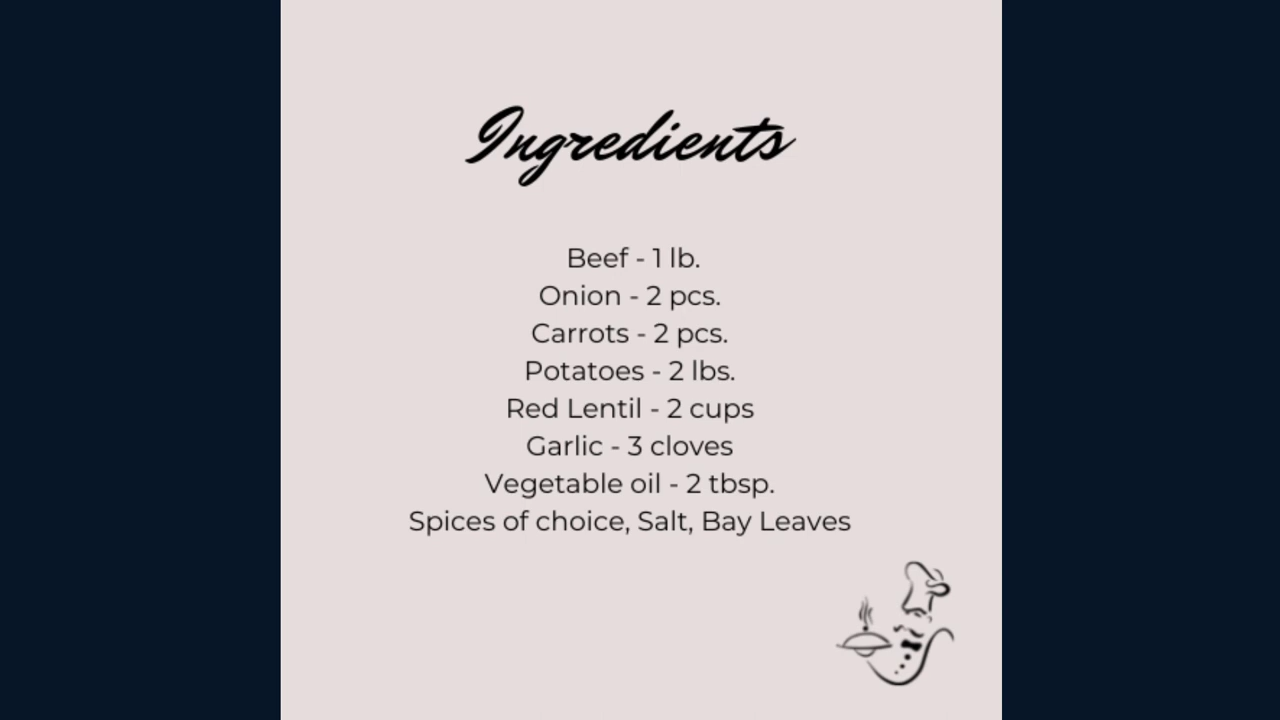 Ingredients
Beef - 1 lb.
Onion - 2 pcs.
Carrots - 2 pcs.
Potatoes - 2 lbs.
Red Lentil - 2 cups
Garlic - 3 cloves
Vegetable oil - 2 tbsp.
Spices of choice, Salt, Bay Leaves